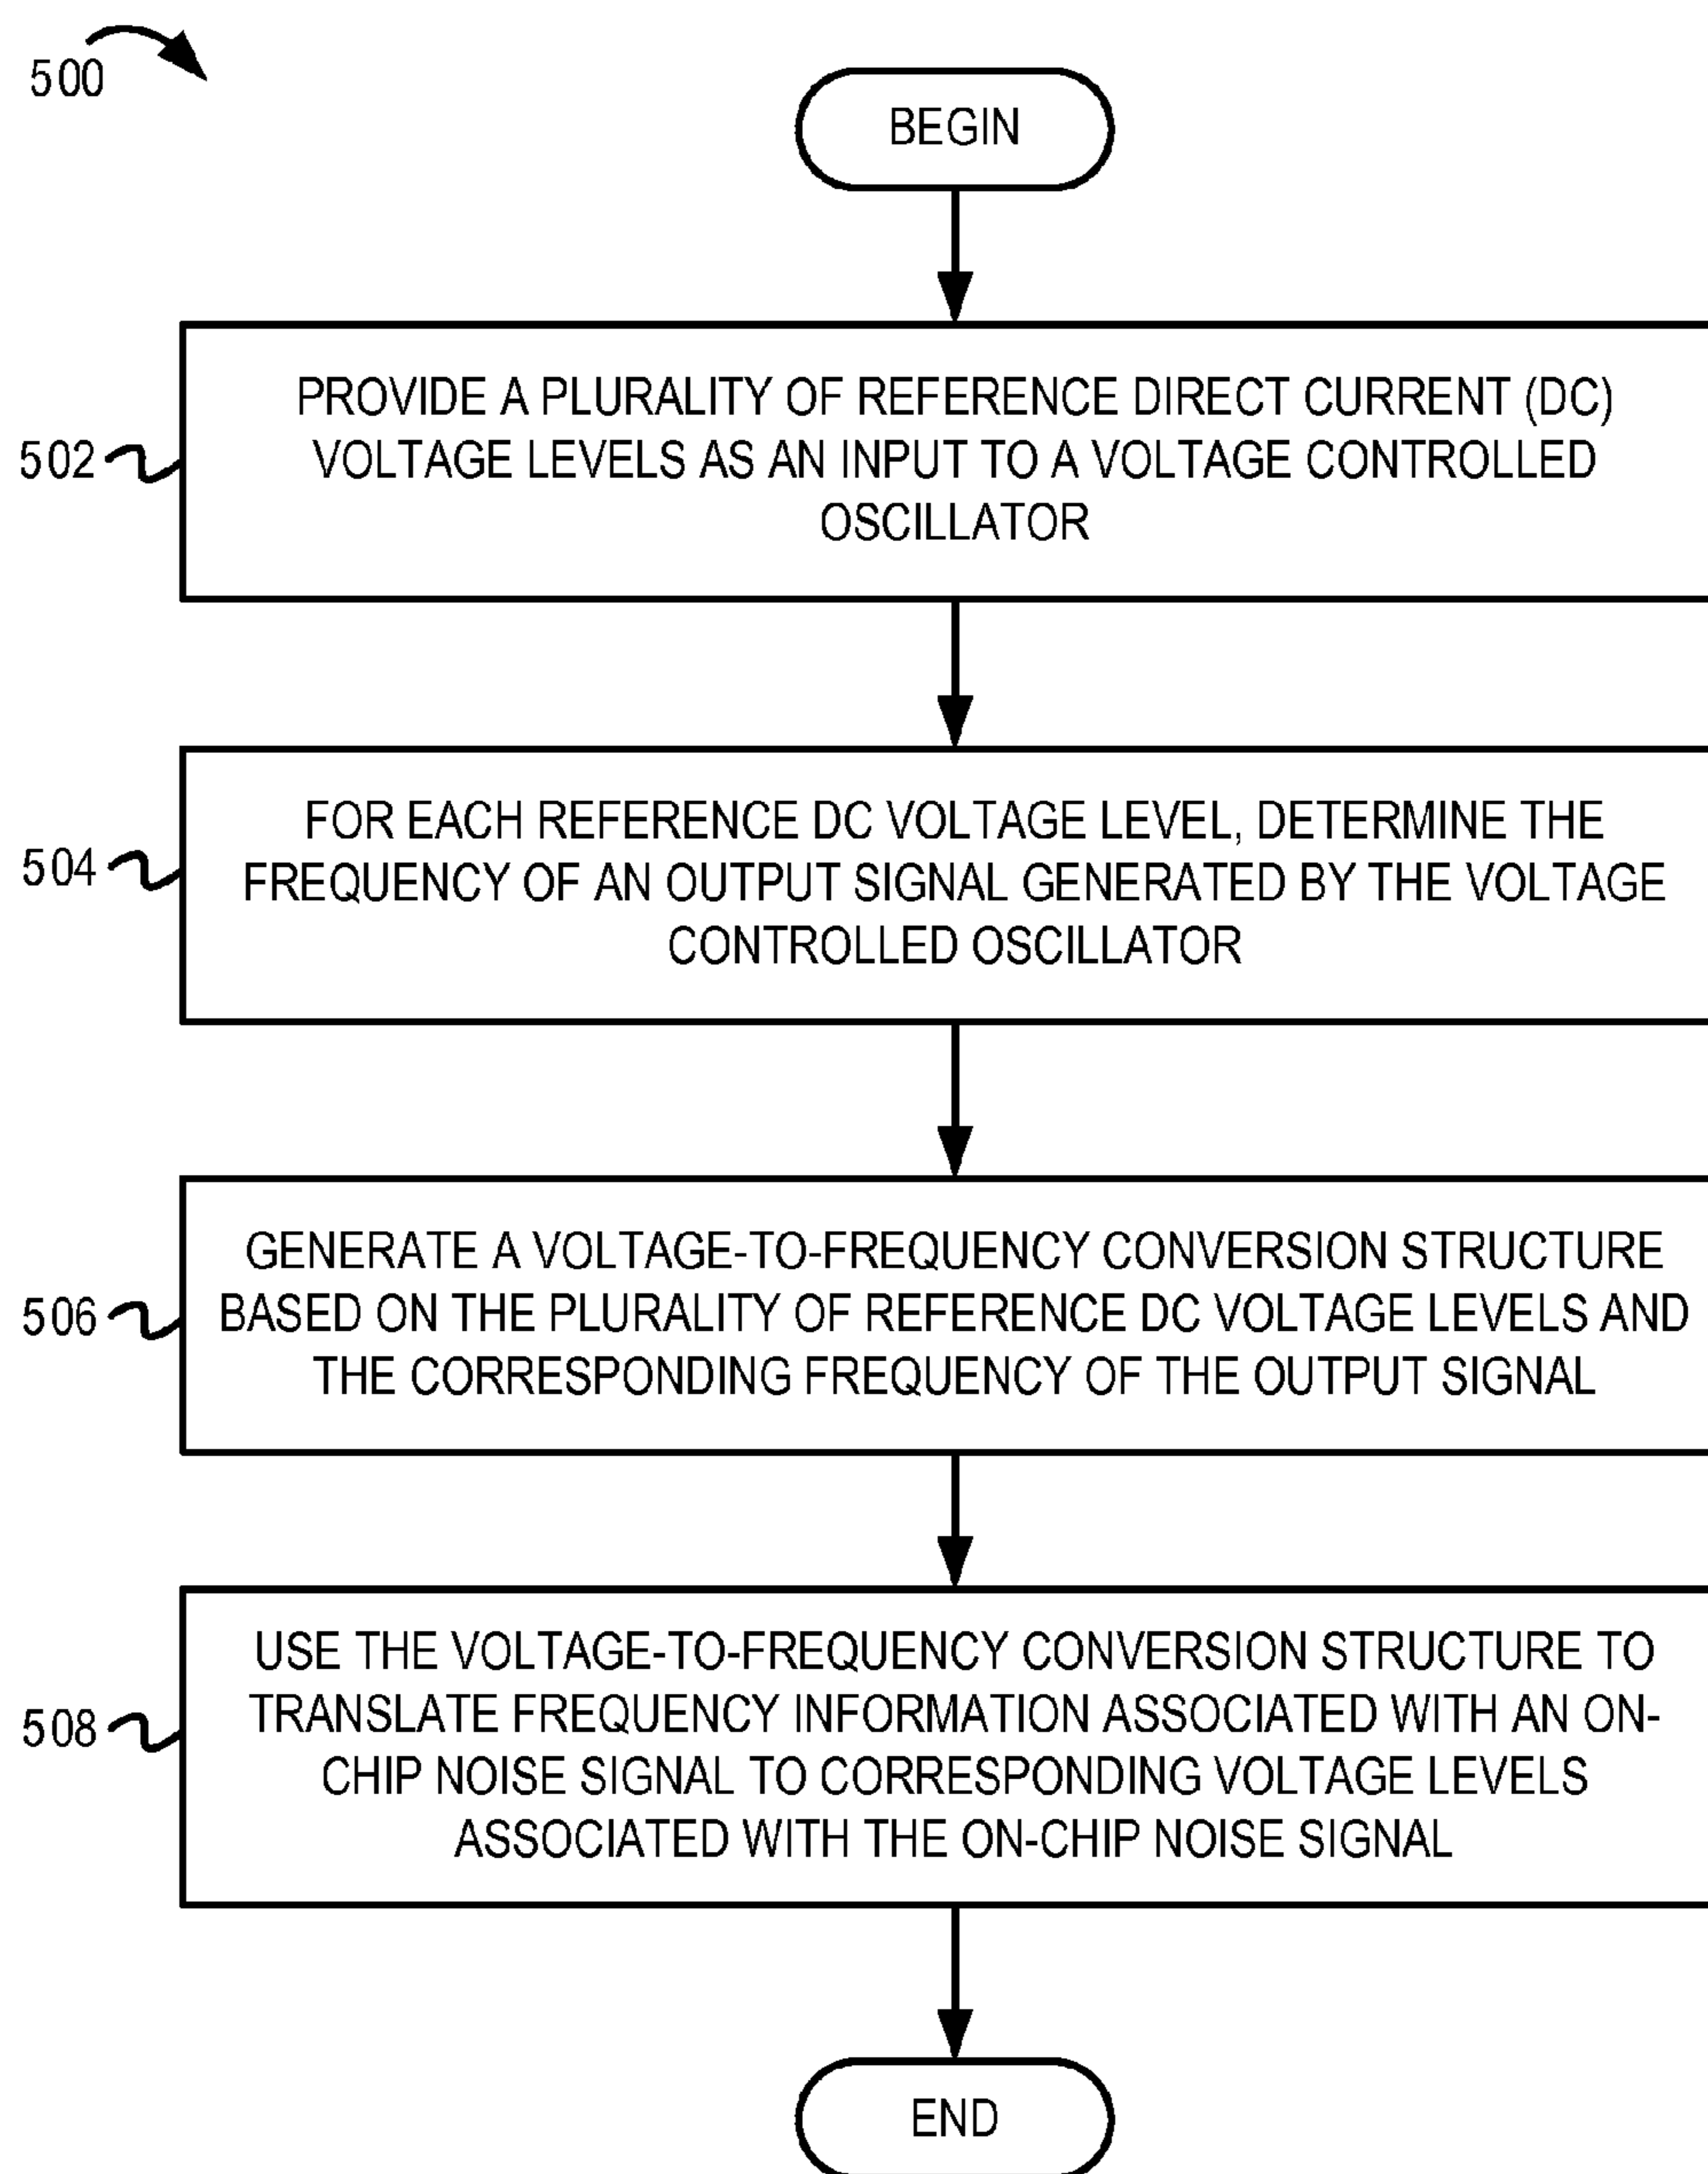 500
BEGIN
PROVIDE A PLURALITY OF REFERENCE DIRECT CURRENT (DC)
VOLTAGE LEVELS AS AN INPUT TO A VOLTAGE CONTROLLED
OSCILLATOR
502
FOR EACH REFERENCE DC VOLTAGE LEVEL, DETERMINE THE
FREQUENCY OF AN OUTPUT SIGNAL GENERATED BY THE VOLTAGE
CONTROLLED OSCILLATOR
504
GENERATE A VOLTAGE-TO-FREQUENCY CONVERSION STRUCTURE
BASED ON THE PLURALITY OF REFERENCE DC VOLTAGE LEVELS AND
THE CORRESPONDING FREQUENCY OF THE OUTPUT SIGNAL
506
USE THE VOLTAGE-TO-FREQUENCY CONVERSION STRUCTURE TO
TRANSLATE FREQUENCY INFORMATION ASSOCIATED WITH AN ON-
CHIP NOISE SIGNAL TO CORRESPONDING VOLTAGE LEVELS
ASSOCIATED WITH THE ON-CHIP NOISE SIGNAL
508
END